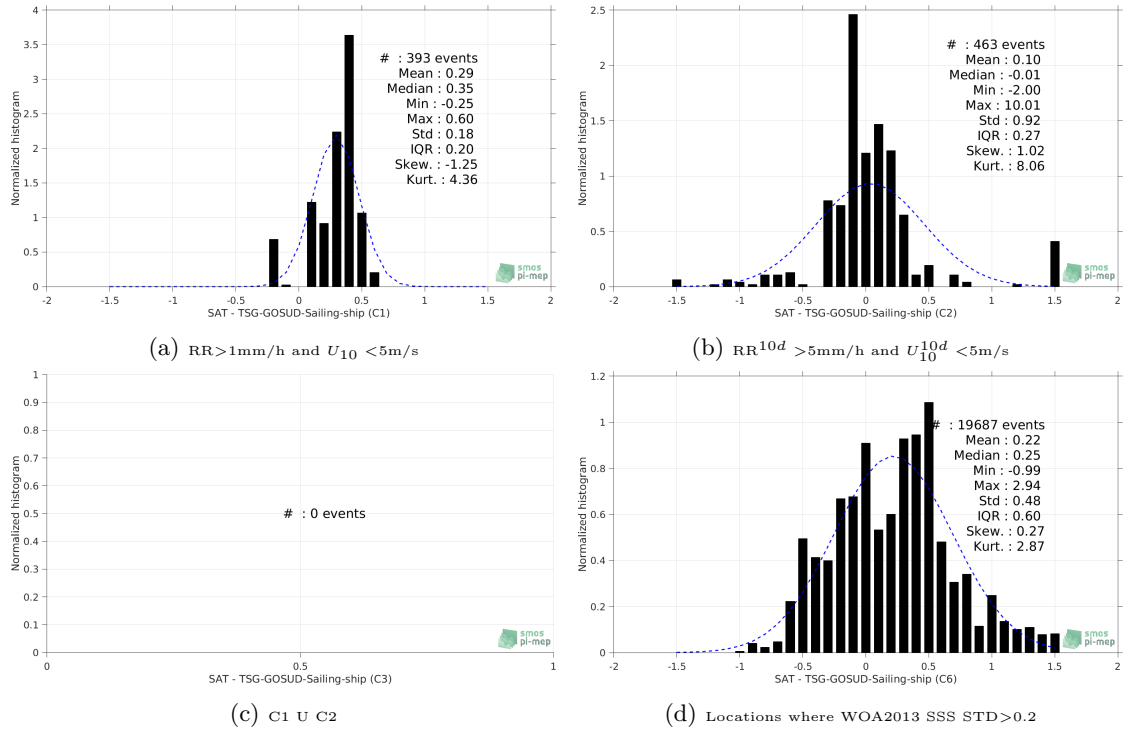 4
3.5
3
2.5
2
1.5
1
0.5
0
-2
-1.5
-1
-0.5
0
0.5
1
1.5
2
Normalized histogram
SAT - TSG-GOSUD-Sailing-ship (C1)
# : 393 events
Mean : 0.29
Median : 0.35
Min : -0.25
Max : 0.60
Std : 0.18
IQR : 0.20
Skew. : -1.25
Kurt. : 4.36
smos
pi-mep
(a) RR>1mm/h and U10 <5m/s
2.5
2
1.5
1
0.5
0
-2
-1.5
-1
-0.5
0
0.5
1
1.5
2
Normalized histogram
SAT - TSG-GOSUD-Sailing-ship (C2)
# : 463 events
Mean : 0.10
Median : -0.01
Min : -2.00
Max : 10.01
Std : 0.92
IQR : 0.27
Skew. : 1.02
Kurt. : 8.06
smos
pi-mep
(b) RR^10d >5mm/h and U10^10d <5m/s
1
0.9
0.8
0.7
0.6
0.5
0.4
0.3
0.2
0.1
0
0
0.5
1
Normalized histogram
SAT - TSG-GOSUD-Sailing-ship (C3)
# : 0 events
smos
pi-mep
(c) C1 U C2
1.2
1
0.8
0.6
0.4
0.2
0
-2
-1.5
-1
-0.5
0
0.5
1
1.5
2
Normalized histogram
SAT - TSG-GOSUD-Sailing-ship (C6)
# : 19687 events
Mean : 0.22
Median : 0.25
Min : -0.99
Max : 2.94
Std : 0.48
IQR : 0.60
Skew. : 0.27
Kurt. : 2.87
smos
pi-mep
(d) Locations where WOA2013 SSS STD>0.2